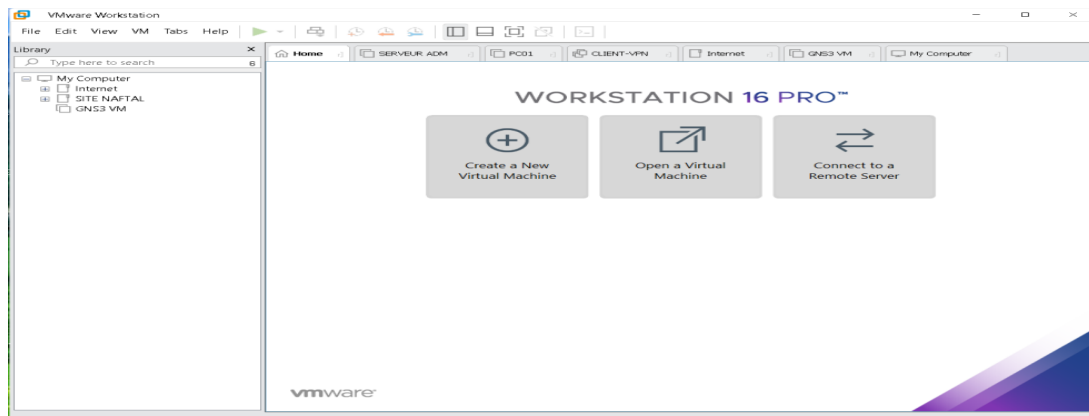 VMware Workstation
File Edit View VM Tabs Help
Library
Home SERVEUR ADM PC01 CLIENT-VPN Internet GNS3 VM My Computer
Type here to search
My Computer
Internet
SITE NAFTAL
GNS3 VM
WORKSTATION 16 PRO™
Create a New
Virtual Machine
Open a Virtual
Machine
Connect to a
Remote Server
vmware